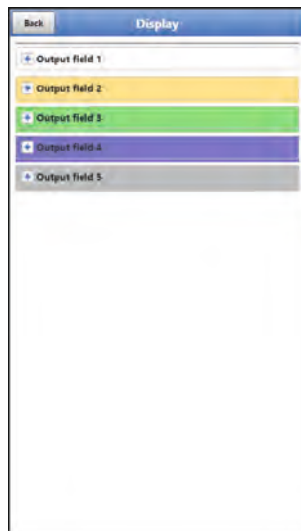 Back Display
Output field 1
Output field 2
Output field 3
Output field 4
Output field 5